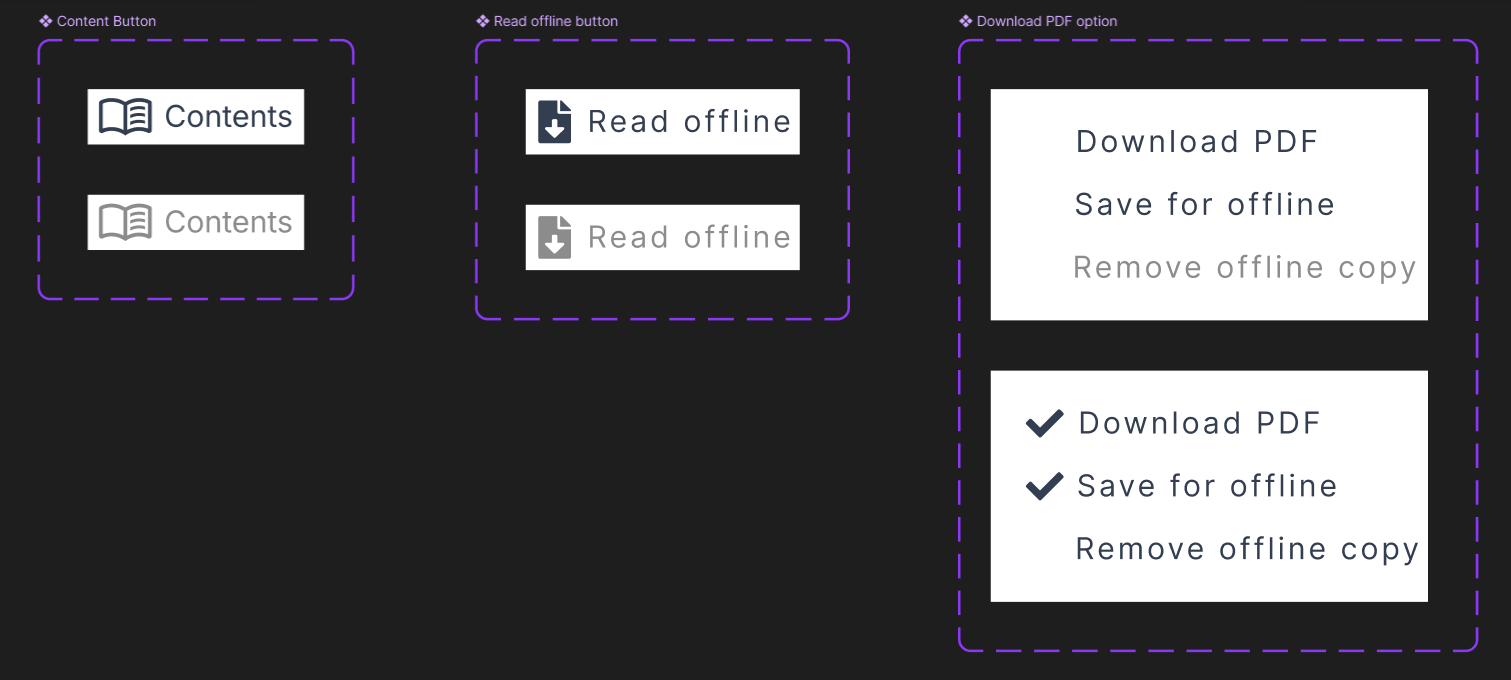 Content Button
Contents
Contents
Read offline button
Read offline
Read offline
Download PDF option
Download PDF
Save for offline
Remove offline copy
Download PDF
Save for offline
Remove offline copy